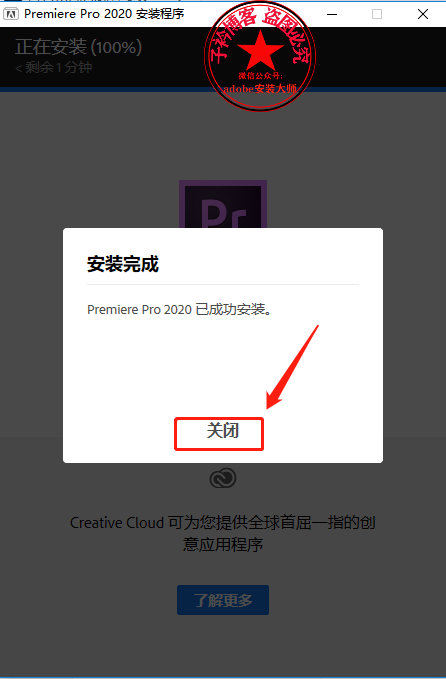 Premiere Pro 2020 安装程序
子衿博客 盗图必究
微信公众号:
adobe安装大师
正在安装 (100%)
< 剩余 1 分钟
Pr
安装完成
Premiere Pro 2020 已成功安装。
关闭
Creative Cloud 可为您提供全球首屈一指的创
意应用程序
了解更多